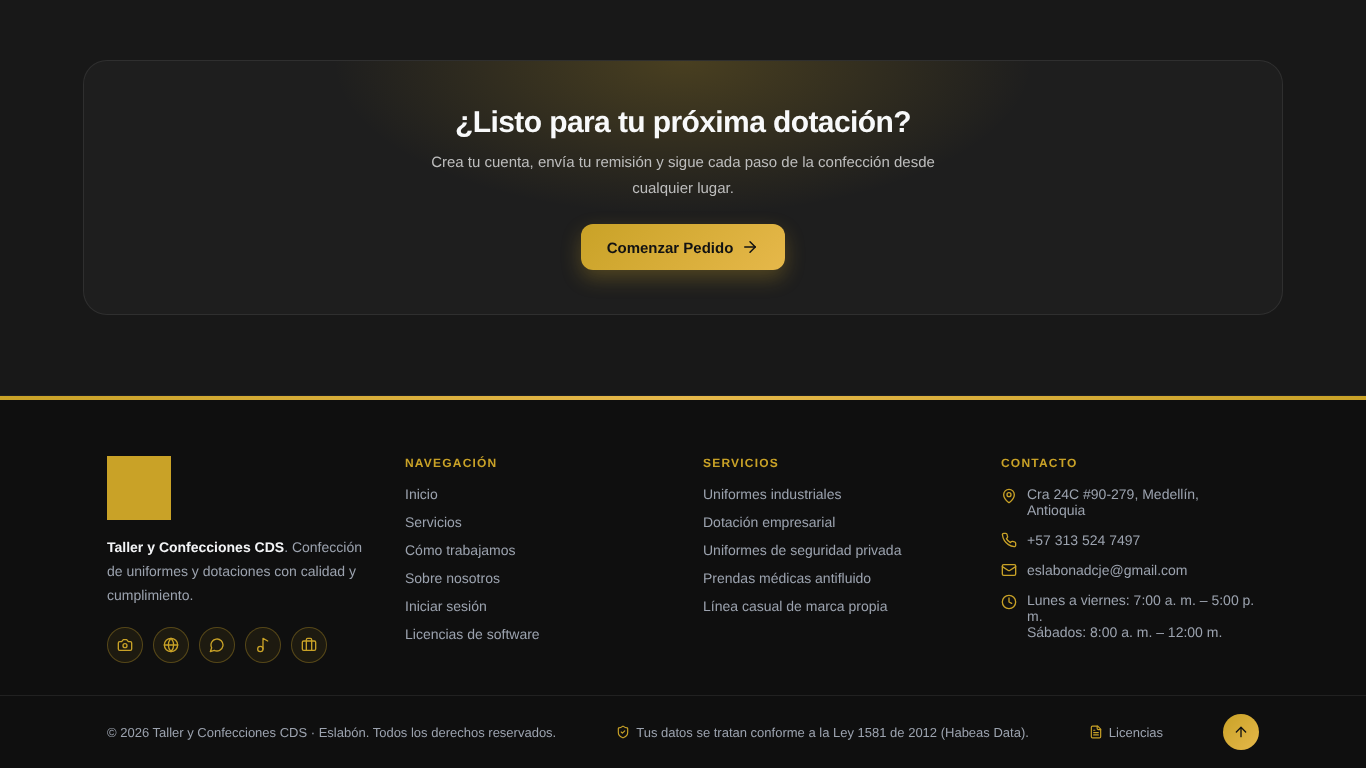 ¿Listo para tu próxima dotación?
Crea tu cuenta, envía tu remisión y sigue cada paso de la confección desde
cualquier lugar.
Comenzar Pedido
Taller y Confecciones CDS. Confección
de uniformes y dotaciones con calidad y
cumplimiento.
NAVEGACIÓN
Inicio
Servicios
Cómo trabajamos
Sobre nosotros
Iniciar sesión
Licencias de software
SERVICIOS
Uniformes industriales
Dotación empresarial
Uniformes de seguridad privada
Prendas médicas antifluido
Línea casual de marca propia
CONTACTO
Cra 24C #90-279, Medellín,
Antioquia
+57 313 524 7497
eslabonadcje@gmail.com
Lunes a viernes: 7:00 a. m. – 5:00 p.
m.
Sábados: 8:00 a. m. – 12:00 m.
© 2026 Taller y Confecciones CDS · Eslabón. Todos los derechos reservados.
Tus datos se tratan conforme a la Ley 1581 de 2012 (Habeas Data).
Licencias